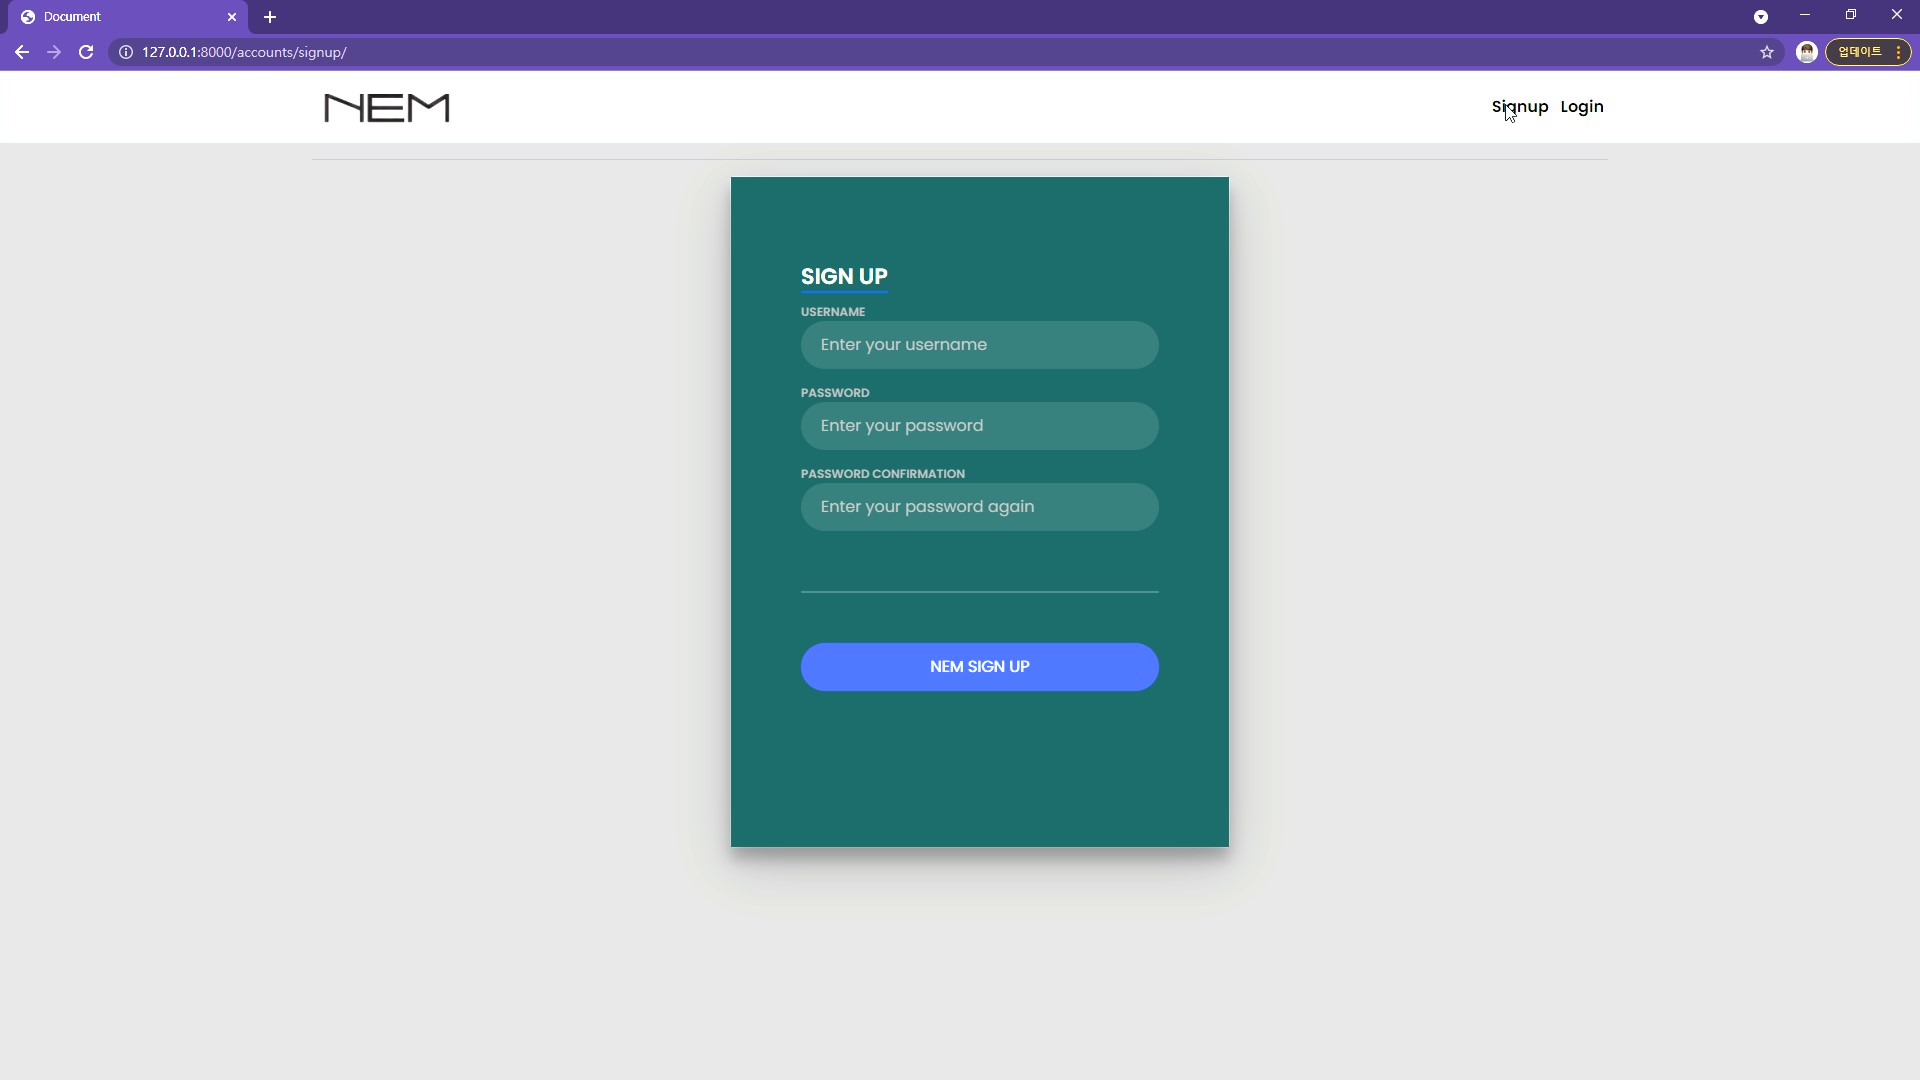 Document
127.0.0.1:8000/accounts/signup/
업데이트
NEM
Signup Login
SIGN UP
USERNAME
Enter your username
PASSWORD
Enter your password
PASSWORD CONFIRMATION
Enter your password again
NEM SIGN UP